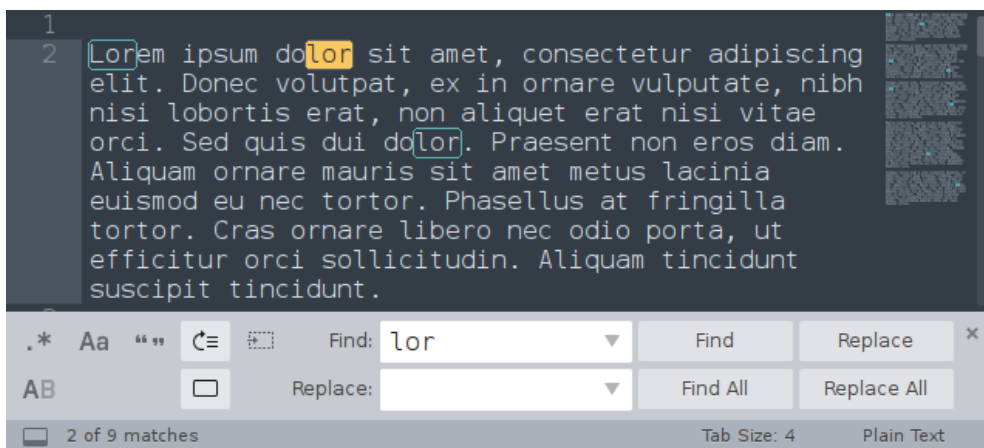 1
2 Lorem ipsum dolor sit amet, consectetur adipiscing
elit. Donec volutpat, ex in ornare vulputate, nibh
nisi lobortis erat, non aliquet erat nisi vitae
orci. Sed quis dui dolor. Praesent non eros diam.
Aliquam ornare mauris sit amet metus lacinia
euismod eu nec tortor. Phasellus at fringilla
tortor. Cras ornare libero nec odio porta, ut
efficitur orci sollicitudin. Aliquam tincidunt
suscipit tincidunt.
.* Aa “” Find: lor Find Replace ×
AB Replace: Find All Replace All
2 of 9 matches Tab Size: 4 Plain Text